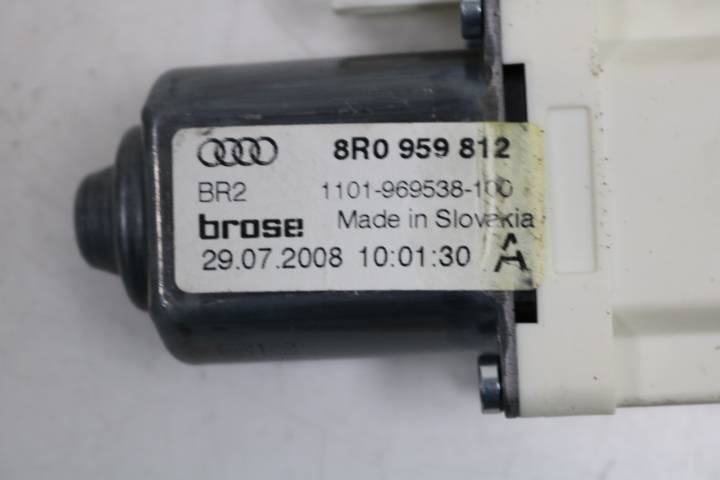 8R0 959 812
BR2 1101-969538-100
brose Made in Slovakia
29.07.2008 10:01:30 A